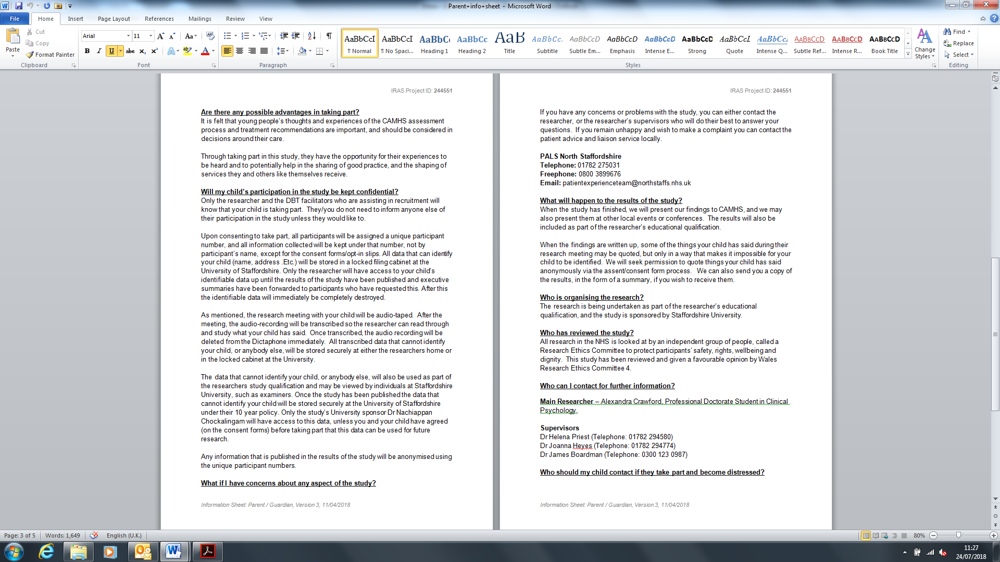 Parent+info+sheet - Microsoft Word
File Home Insert Page Layout References Mailings Review View
Paste
Cut
Copy
Format Painter
Clipboard
Arial 11
Font
Paragraph
AaBbCcI AaBbCcI AaBbCc AaBbCc AaB AaBbCc. AaBbCcD AaBbCcD AaBbCcD AaBbCcD AaBbCcI AaBbCc. AaBbCcD AaBbCcD AaBbCcD
¶ Normal ¶ No Spaci... Heading 1 Heading 2 Title Subtitle Subtle Em... Emphasis Intense E... Strong Quote Intense Q... Subtle Ref... Intense R... Book Title
Styles
Change Styles
Find
Replace
Select
Editing
IRAS Project ID: 244551
Are there any possible advantages in taking part?
It is felt that young people's thoughts and experiences of the CAMHS assessment
process and treatment recommendations are important, and should be considered in
decisions around their care.
Through taking part in this study, they have the opportunity for their experiences to
be heard and to potentially help in the sharing of good practice, and the shaping of
services they and others like themselves receive.
Will my child's participation in the study be kept confidential?
Only the researcher and the DBT facilitators who are assisting in recruitment will
know that your child is taking part. They/you do not need to inform anyone else of
their participation in the study unless they would like to.
Upon consenting to take part, all participants will be assigned a unique participant
number, and all information collected will be kept under that number, not by
participant's name, except for the consent forms/opt-in slips. All data that can identify
your child (name, address .Etc.) will be stored in a locked filing cabinet at the
University of Staffordshire. Only the researcher will have access to your child's
identifiable data up until the results of the study have been published and executive
summaries have been forwarded to participants who have requested this. After this
the identifiable data will immediately be completely destroyed.
As mentioned, the research meeting with your child will be audio-taped. After the
meeting, the audio-recording will be transcribed so the researcher can read through
and study what your child has said. Once transcribed, the audio recording will be
deleted from the Dictaphone immediately. All transcribed data that cannot identify
your child, or anybody else, will be stored securely at either the researchers home or
in the locked cabinet at the University.
The data that cannot identify your child, or anybody else, will also be used as part of
the researchers study qualification and may be viewed by individuals at Staffordshire
University, such as examiners. Once the study has been published the data that
cannot identify your child will be stored securely at the University of Staffordshire
under their 10 year policy. Only the study's University sponsor Dr Nachiappan
Chockalingam will have access to this data, unless you and your child have agreed
(on the consent forms) before taking part that this data can be used for future
research.
Any information that is published in the results of the study will be anonymised using
the unique participant numbers.
What if I have concerns about any aspect of the study?
Information Sheet: Parent / Guardian, Version 3, 11/04/2018
IRAS Project ID: 244551
If you have any concerns or problems with the study, you can either contact the
researcher, or the researcher's supervisors who will do their best to answer your
questions. If you remain unhappy and wish to make a complaint you can contact the
patient advice and liaison service locally.
PALS North Staffordshire
Telephone: 01782 275031
Freephone: 0800 3899676
Email: patientexperienceteam@northstaffs.nhs.uk
What will happen to the results of the study?
When the study has finished, we will present our findings to CAMHS, and we may
also present them at other local events or conferences. The results will also be
included as part of the researcher's educational qualification.
When the findings are written up, some of the things your child has said during their
research meeting may be quoted, but only in a way that makes it impossible for your
child to be identified. We will seek permission to quote things your child has said
anonymously via the assent/consent form process. We can also send you a copy of
the results, in the form of a summary, if you wish to receive them.
Who is organising the research?
The research is being undertaken as part of the researcher's educational
qualification, and the study is sponsored by Staffordshire University.
Who has reviewed the study?
All research in the NHS is looked at by an independent group of people, called a
Research Ethics Committee to protect participants' safety, rights, wellbeing and
dignity. This study has been reviewed and given a favourable opinion by Wales
Research Ethics Committee 4.
Who can I contact for further information?
Main Researcher – Alexandra Crawford, Professional Doctorate Student in Clinical
Psychology.
Supervisors
Dr Helena Priest (Telephone: 01782 294580)
Dr Joanna Heyes (Telephone: 01782 294774)
Dr James Boardman (Telephone: 0300 123 0987)
Who should my child contact if they take part and become distressed?
Information Sheet: Parent / Guardian, Version 3, 11/04/2018
Page: 3 of 5 Words: 1,649 English (U.K.) 80%
11:27
24/07/2018